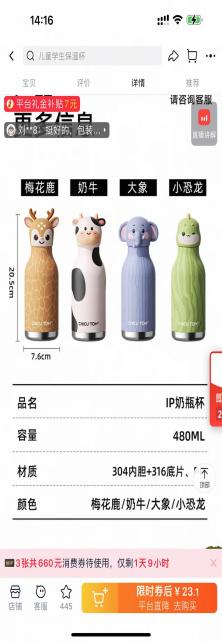 14:16
儿童学生保温杯
宝贝
评价
详情
推荐
平台礼金补贴7元
更多信息
请咨询客服
刘**8：挺好的，包装...
直播讲解
梅花鹿
奶牛
大象
小恐龙
20.5cm
7.6cm
品名
IP奶瓶杯
容量
480ML
材质
304内胆+316底片、
顶部
颜色
梅花鹿/奶牛/大象/小恐龙
3张共660元消费券待使用，仅剩1天9小时
店铺
客服
445
限时券后￥23.1
平台直降 去购买